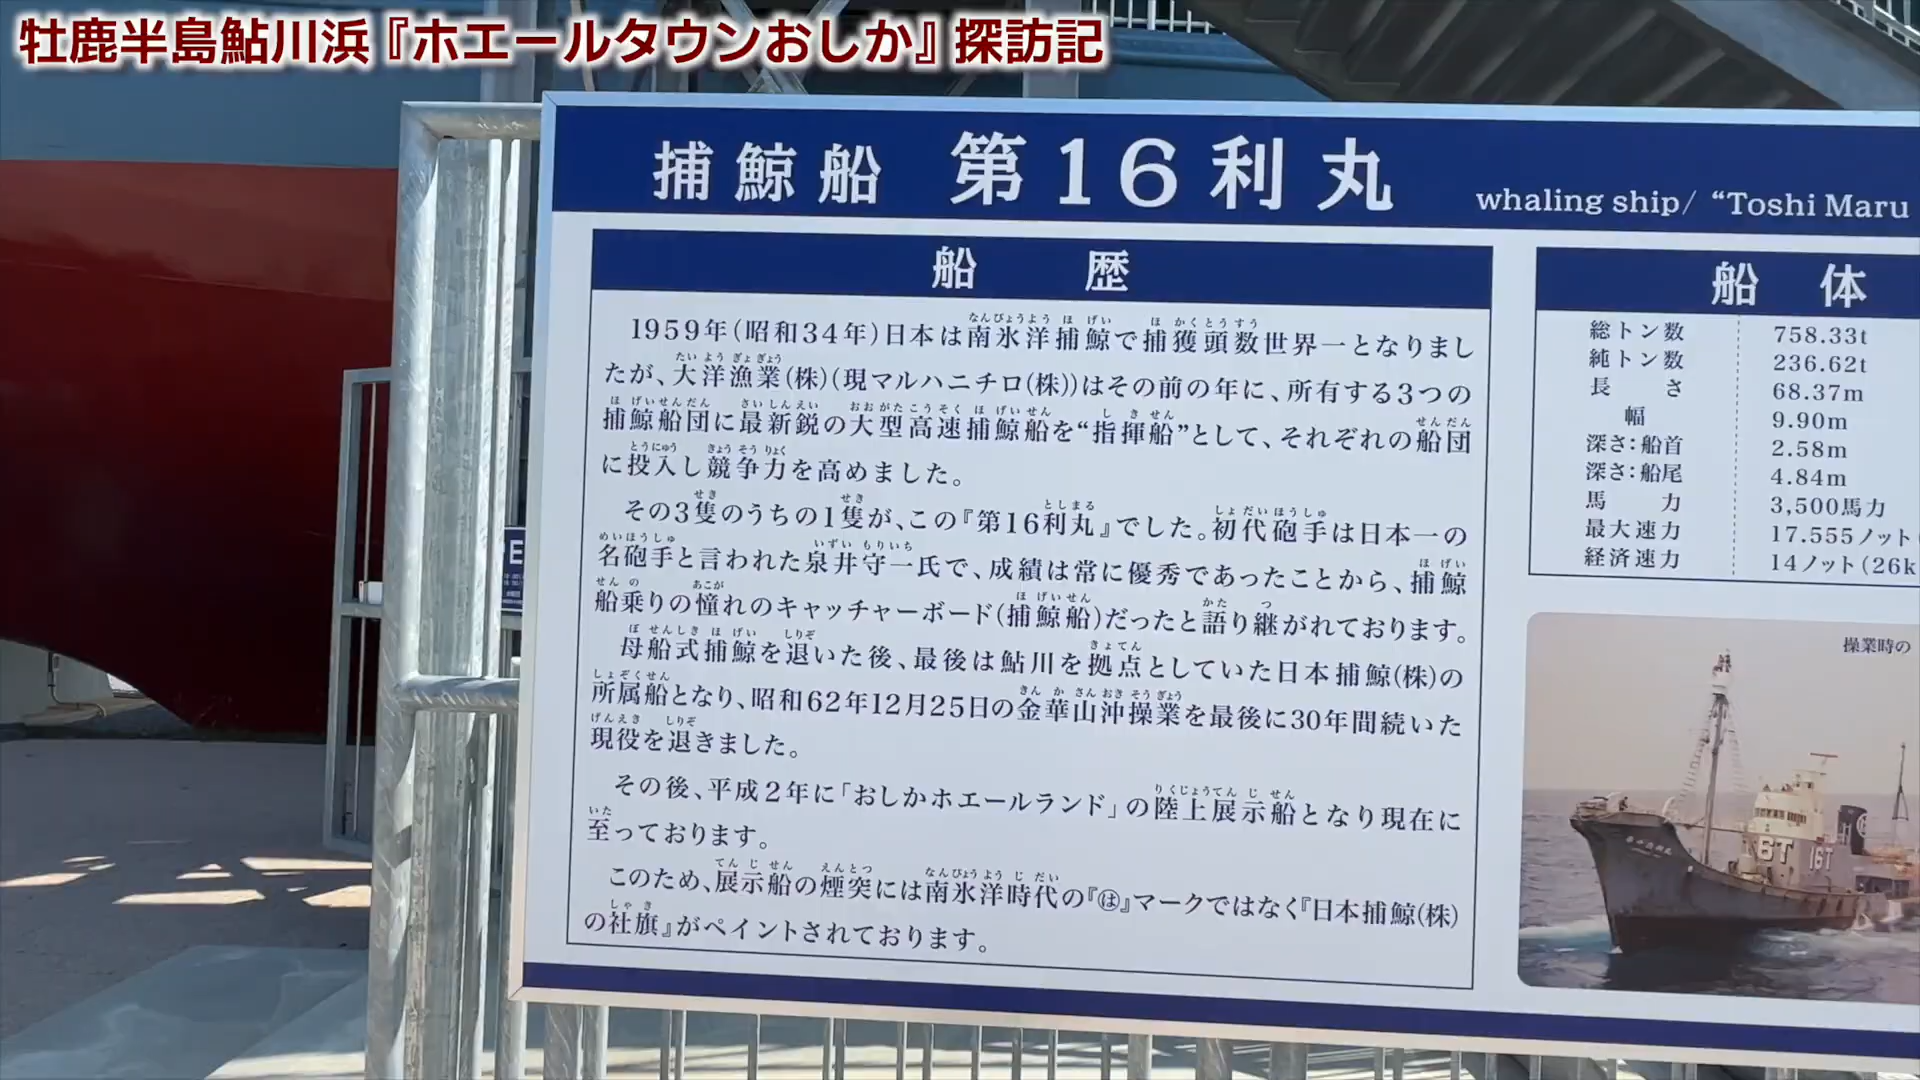 牡鹿半島鮎川浜『ホエールタウンおしか』探訪記
捕鯨船 第16利丸 whaling ship/ “Toshi Maru
船歴
1959年(昭和34年)日本は南氷洋捕鯨で捕獲頭数世界一となりまし
たが、大洋漁業(株)(現マルハニチロ(株))はその前の年に、所有する3つの
捕鯨船団に最新鋭の大型高速捕鯨船を“指揮船”として、それぞれの船団
に投入し競争力を高めました。
その3隻のうちの1隻が、この『第16利丸』でした。初代砲手は日本一の
名砲手と言われた泉井守一氏で、成績は常に優秀であったことから、捕鯨
船乗りの憧れのキャッチャーボード(捕鯨船)だったと語り継がれております。
母船式捕鯨を退いた後、最後は鮎川を拠点としていた日本捕鯨(株)の
所属船となり、昭和62年12月25日の金華山沖操業を最後に30年間続いた
現役を退きました。
その後、平成2年に「おしかホエールランド」の陸上展示船となり現在に
至っております。
このため、展示船の煙突には南氷洋時代の『㋩』マークではなく『日本捕鯨(株)
の社旗』がペイントされております。
船体
総トン数 758.33t
純トン数 236.62t
長さ 68.37m
幅 9.90m
深さ:船首 2.58m
深さ:船尾 4.84m
馬力 3,500馬力
最大速力 17.555ノット(
経済速力 14ノット(26k
操業時の
16T